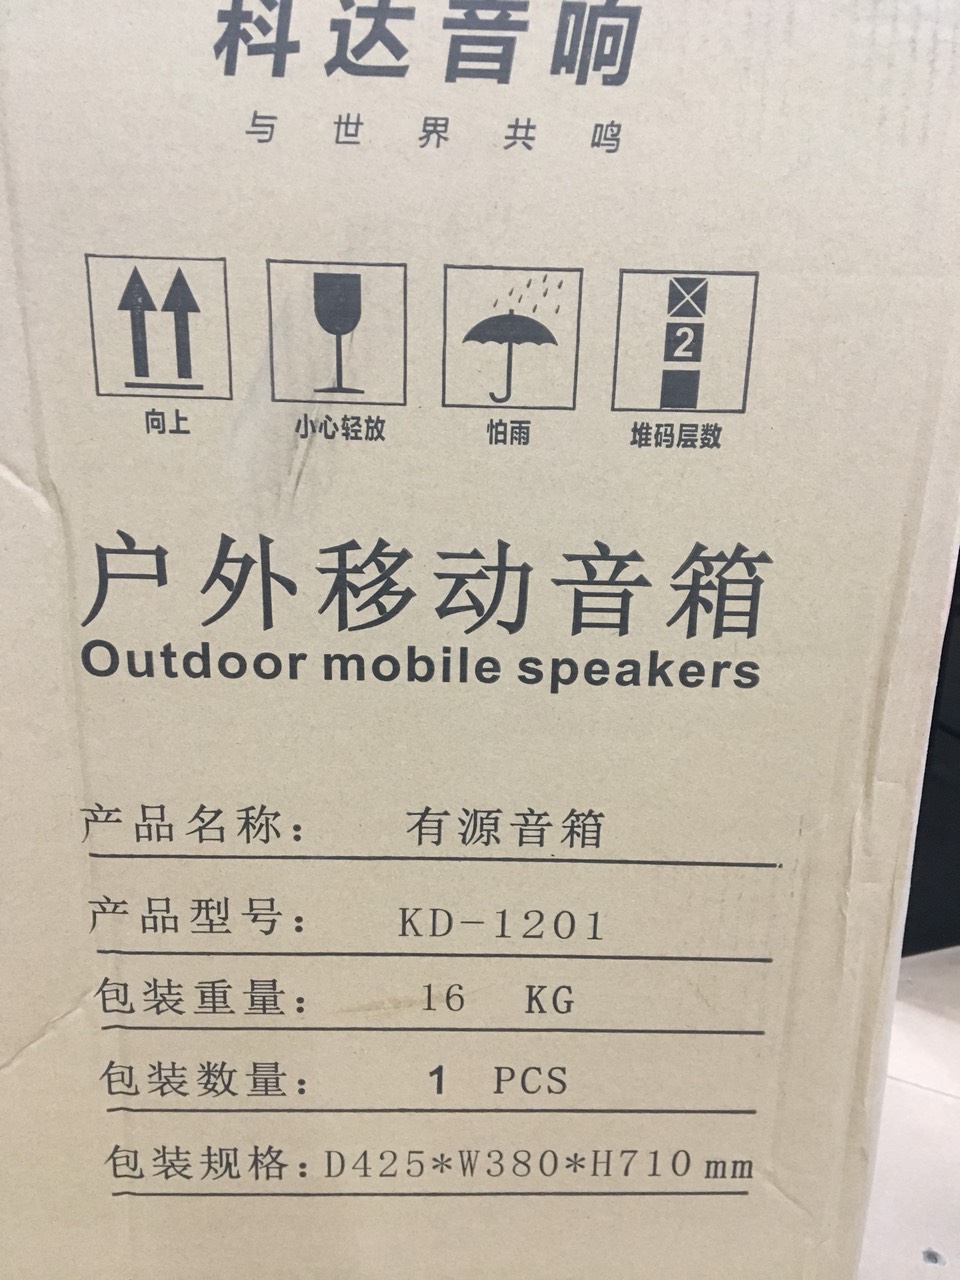 科达音响
与世界共鸣
2
向上 小心轻放 怕雨 堆码层数
户外移动音箱
Outdoor mobile speakers
产品名称： 有源音箱
产品型号： KD-1201
包装重量： 16 KG
包装数量： 1 PCS
包装规格：D425*W380*H710 mm